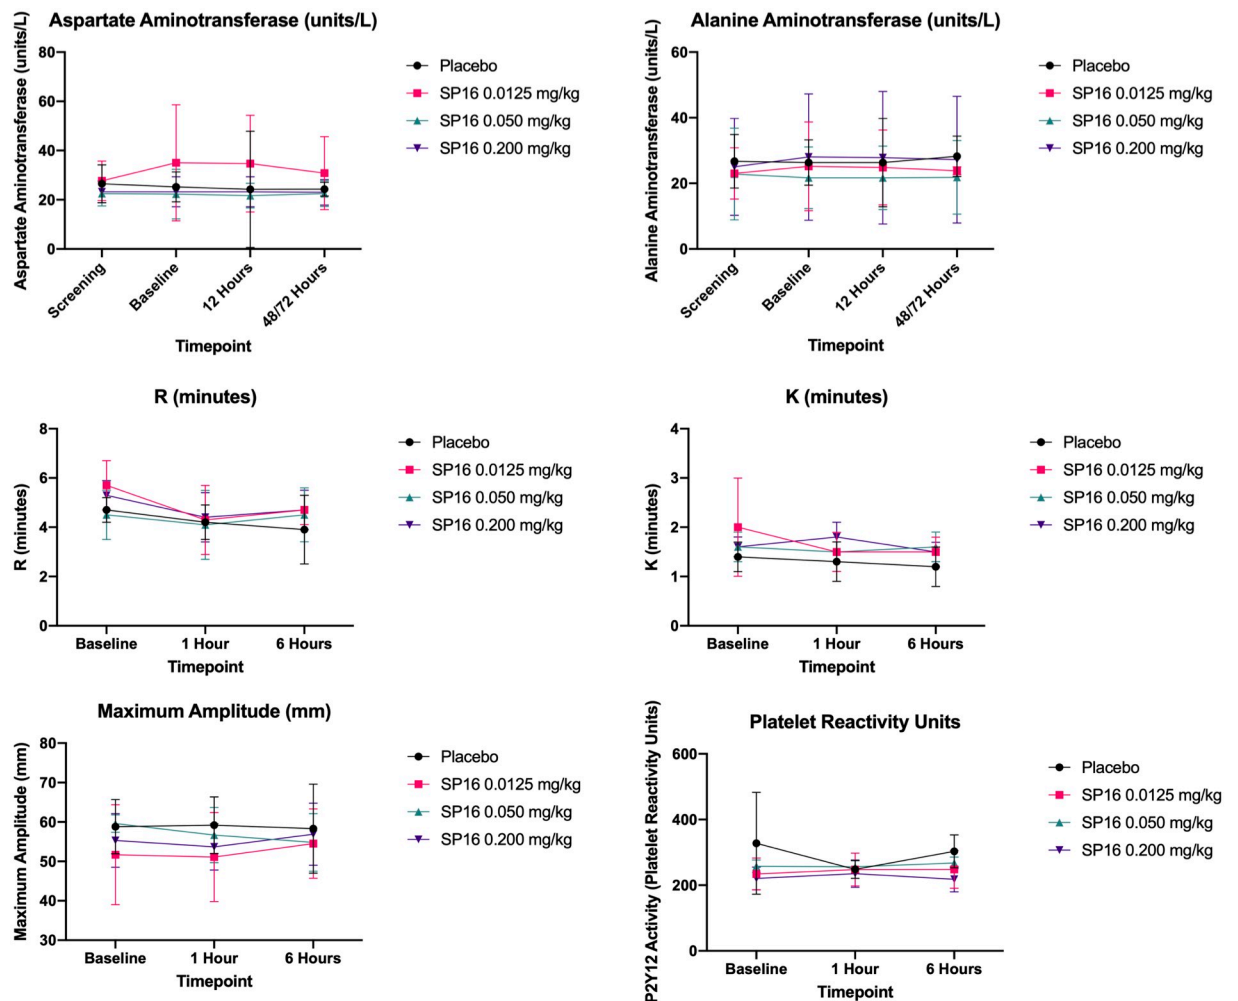 Aspartate Aminotransferase (units/L)
Aspartate Aminotransferase (units/L)
80
60
40
20
0
Screening
Baseline
12 Hours
48/72 Hours
Timepoint
Placebo
SP16 0.0125 mg/kg
SP16 0.050 mg/kg
SP16 0.200 mg/kg
Alanine Aminotransferase (units/L)
Alanine Aminotransferase (units/L)
60
40
20
0
Screening
Baseline
12 Hours
48/72 Hours
Timepoint
Placebo
SP16 0.0125 mg/kg
SP16 0.050 mg/kg
SP16 0.200 mg/kg
R (minutes)
R (minutes)
8
6
4
2
0
Baseline
1 Hour
6 Hours
Timepoint
Placebo
SP16 0.0125 mg/kg
SP16 0.050 mg/kg
SP16 0.200 mg/kg
K (minutes)
K (minutes)
4
3
2
1
0
Baseline
1 Hour
6 Hours
Timepoint
Placebo
SP16 0.0125 mg/kg
SP16 0.050 mg/kg
SP16 0.200 mg/kg
Maximum Amplitude (mm)
Maximum Amplitude (mm)
80
70
60
50
40
30
Baseline
1 Hour
6 Hours
Timepoint
Placebo
SP16 0.0125 mg/kg
SP16 0.050 mg/kg
SP16 0.200 mg/kg
Platelet Reactivity Units
P2Y12 Activity (Platelet Reactivity Units)
600
400
200
0
Baseline
1 Hour
6 Hours
Timepoint
Placebo
SP16 0.0125 mg/kg
SP16 0.050 mg/kg
SP16 0.200 mg/kg